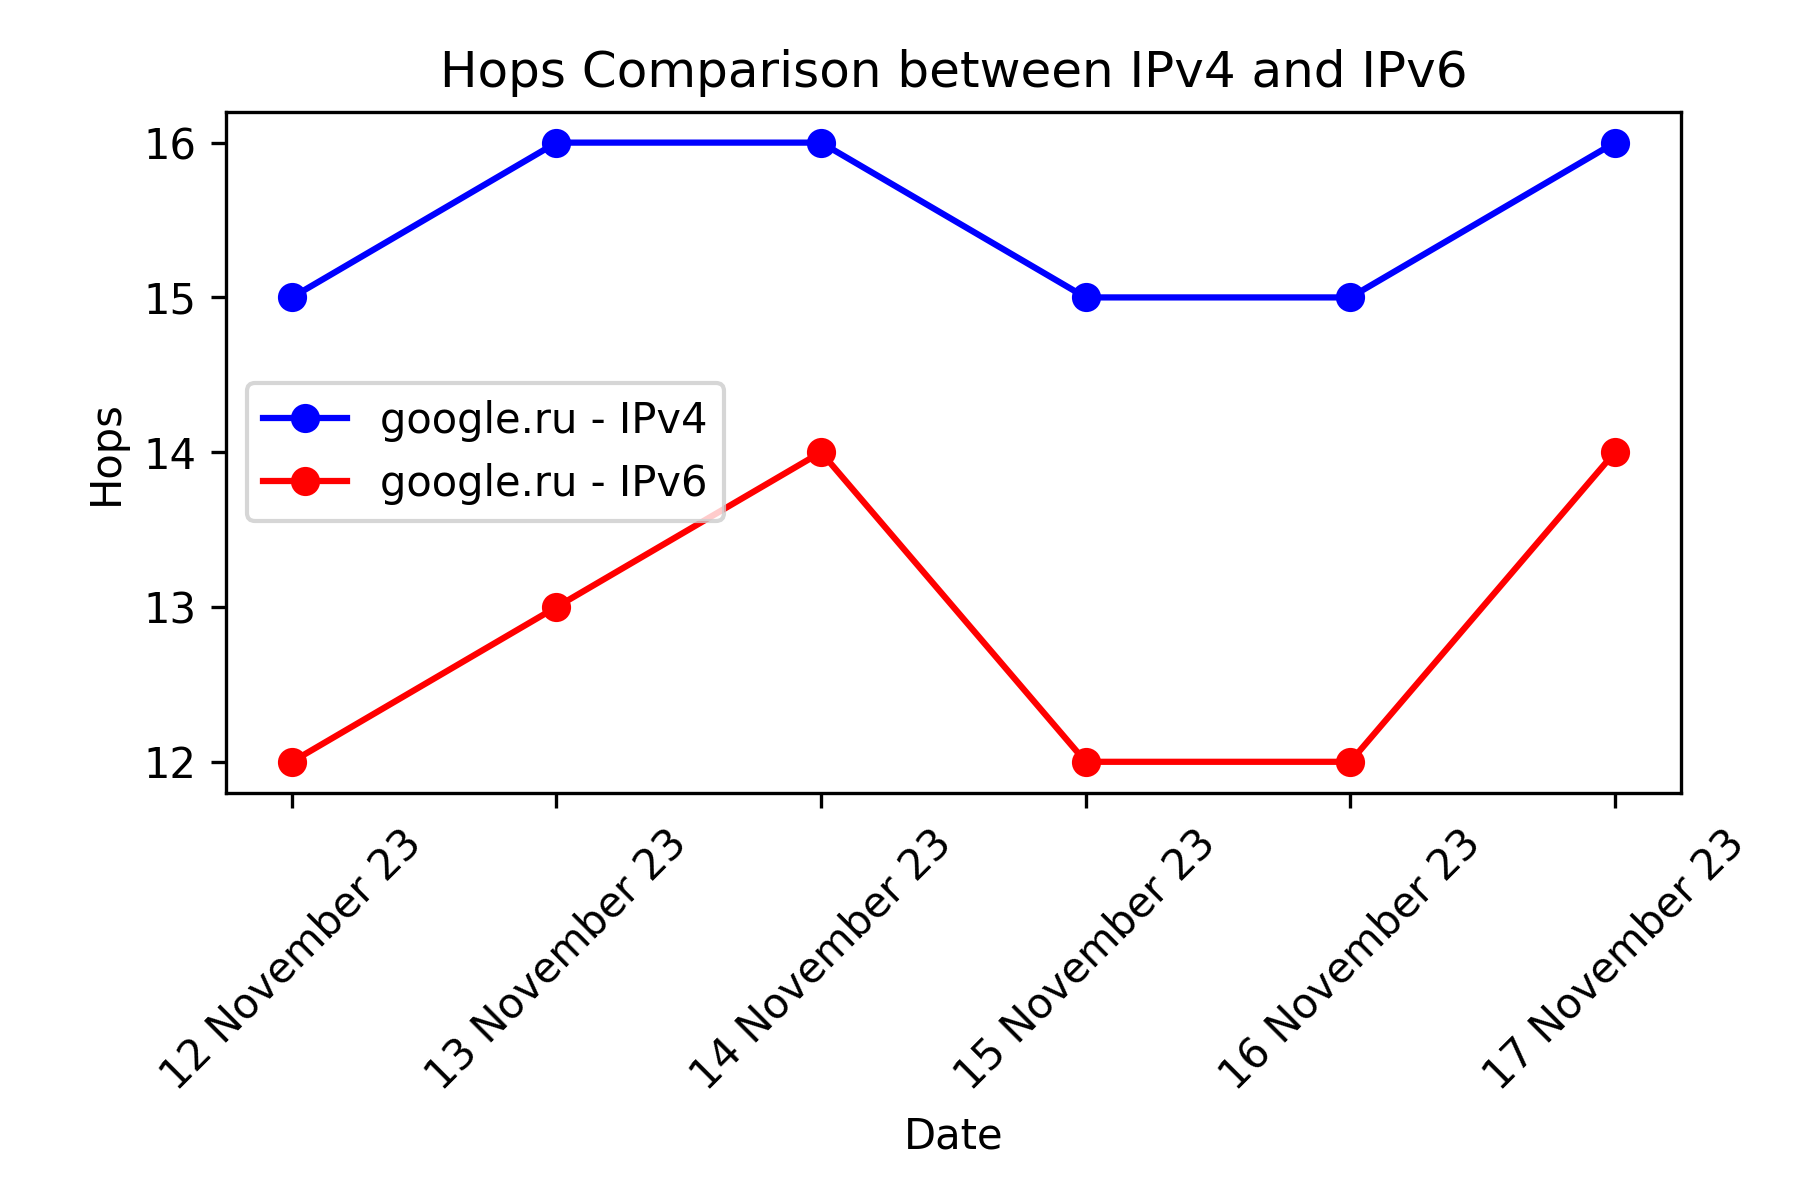 Hops Comparison between IPv4 and IPv6
16
15
14
13
12
Hops
google.ru - IPv4
google.ru - IPv6
12 November 23
13 November 23
14 November 23
15 November 23
16 November 23
17 November 23
Date